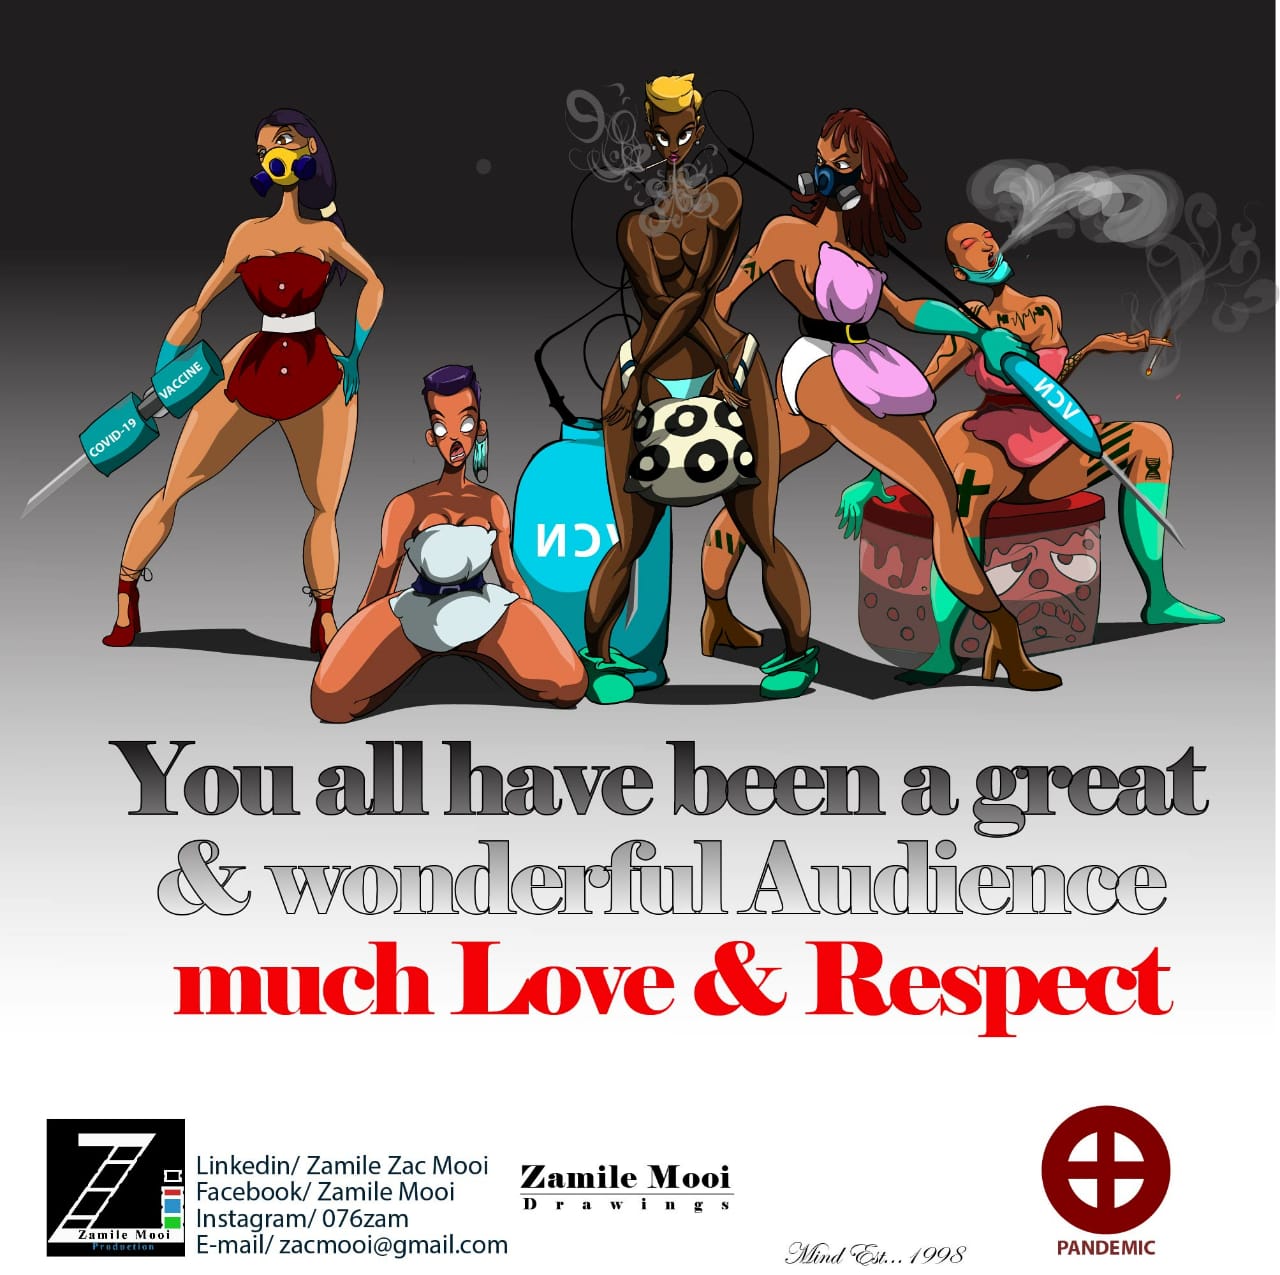 COVID-19
VACCINE
VCN
VCN
You all have been a great
& wonderful Audience
much Love & Respect
Zamile Mooi
Production
Linkedin/ Zamile Zac Mooi
Facebook/ Zamile Mooi
Instagram/ 076zam
E-mail/ zacmooi@gmail.com
Zamile Mooi
Drawings
Mind Est... 1998
PANDEMIC